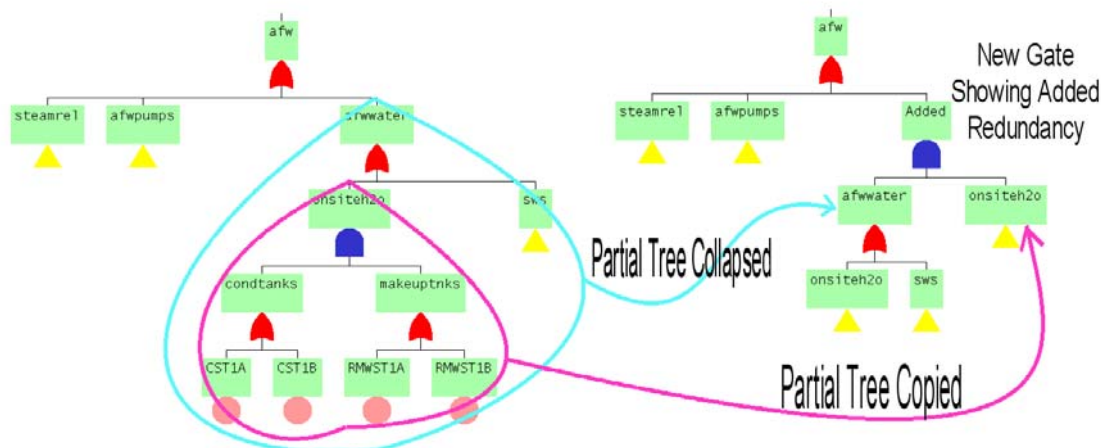 afw
steamrel
afwpumps
afwwater
onsiteh2o
sws
condtanks
makeuptnks
CST1A
CST1B
RMWST1A
RMWST1B
Partial Tree Collapsed
Partial Tree Copied
afw
steamrel
afwpumps
Added
New Gate
Showing Added
Redundancy
afwwater
onsiteh2o
onsiteh2o
sws